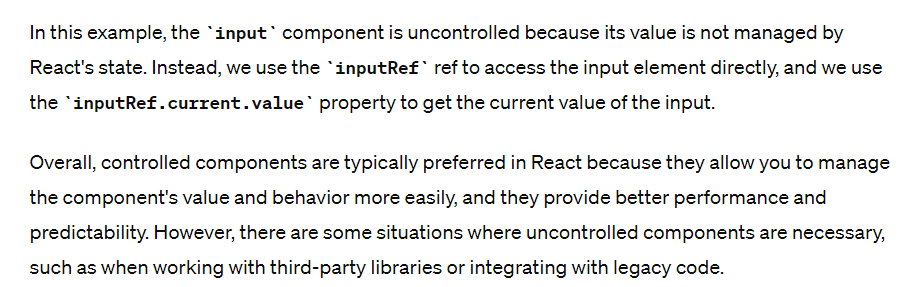 In this example, the `input` component is uncontrolled because its value is not managed by
React's state. Instead, we use the `inputRef` ref to access the input element directly, and we use
the `inputRef.current.value` property to get the current value of the input.
Overall, controlled components are typically preferred in React because they allow you to manage
the component's value and behavior more easily, and they provide better performance and
predictability. However, there are some situations where uncontrolled components are necessary,
such as when working with third-party libraries or integrating with legacy code.